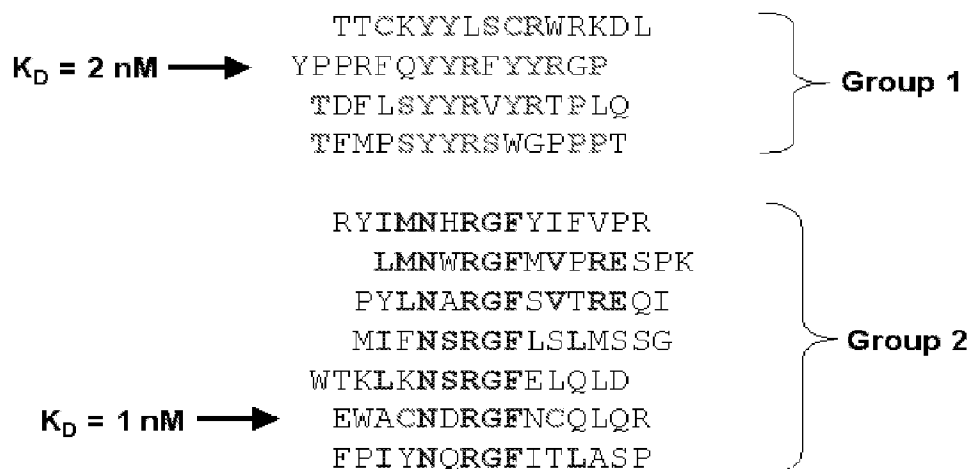 TTCKYYLSCRWRKDL
K_D = 2 nM YPPRFQYYRFYYRGP
TDFLSYYRVYRTPLQ
TFMPSYYRSWGPPPT
Group 1
RYIMNHRGFYIFVPR
LMNWRGFMVPRESPK
PYLNARGFSVTREQI
MIFNSRGFLSLMSSG
WTKLKNSRGFELQLD
K_D = 1 nM EWACNDRGFNCQLQR
FPIYNQRGFITLASP
Group 2